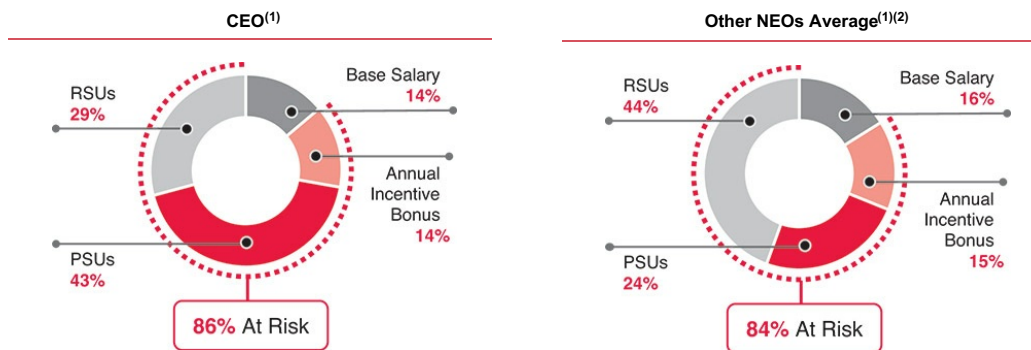 CEO(1)
RSUs
29%
Base Salary
14%
Annual
Incentive
Bonus
14%
PSUs
43%
86% At Risk
Other NEOs Average(1)(2)
RSUs
44%
Base Salary
16%
Annual
Incentive
Bonus
15%
PSUs
24%
84% At Risk